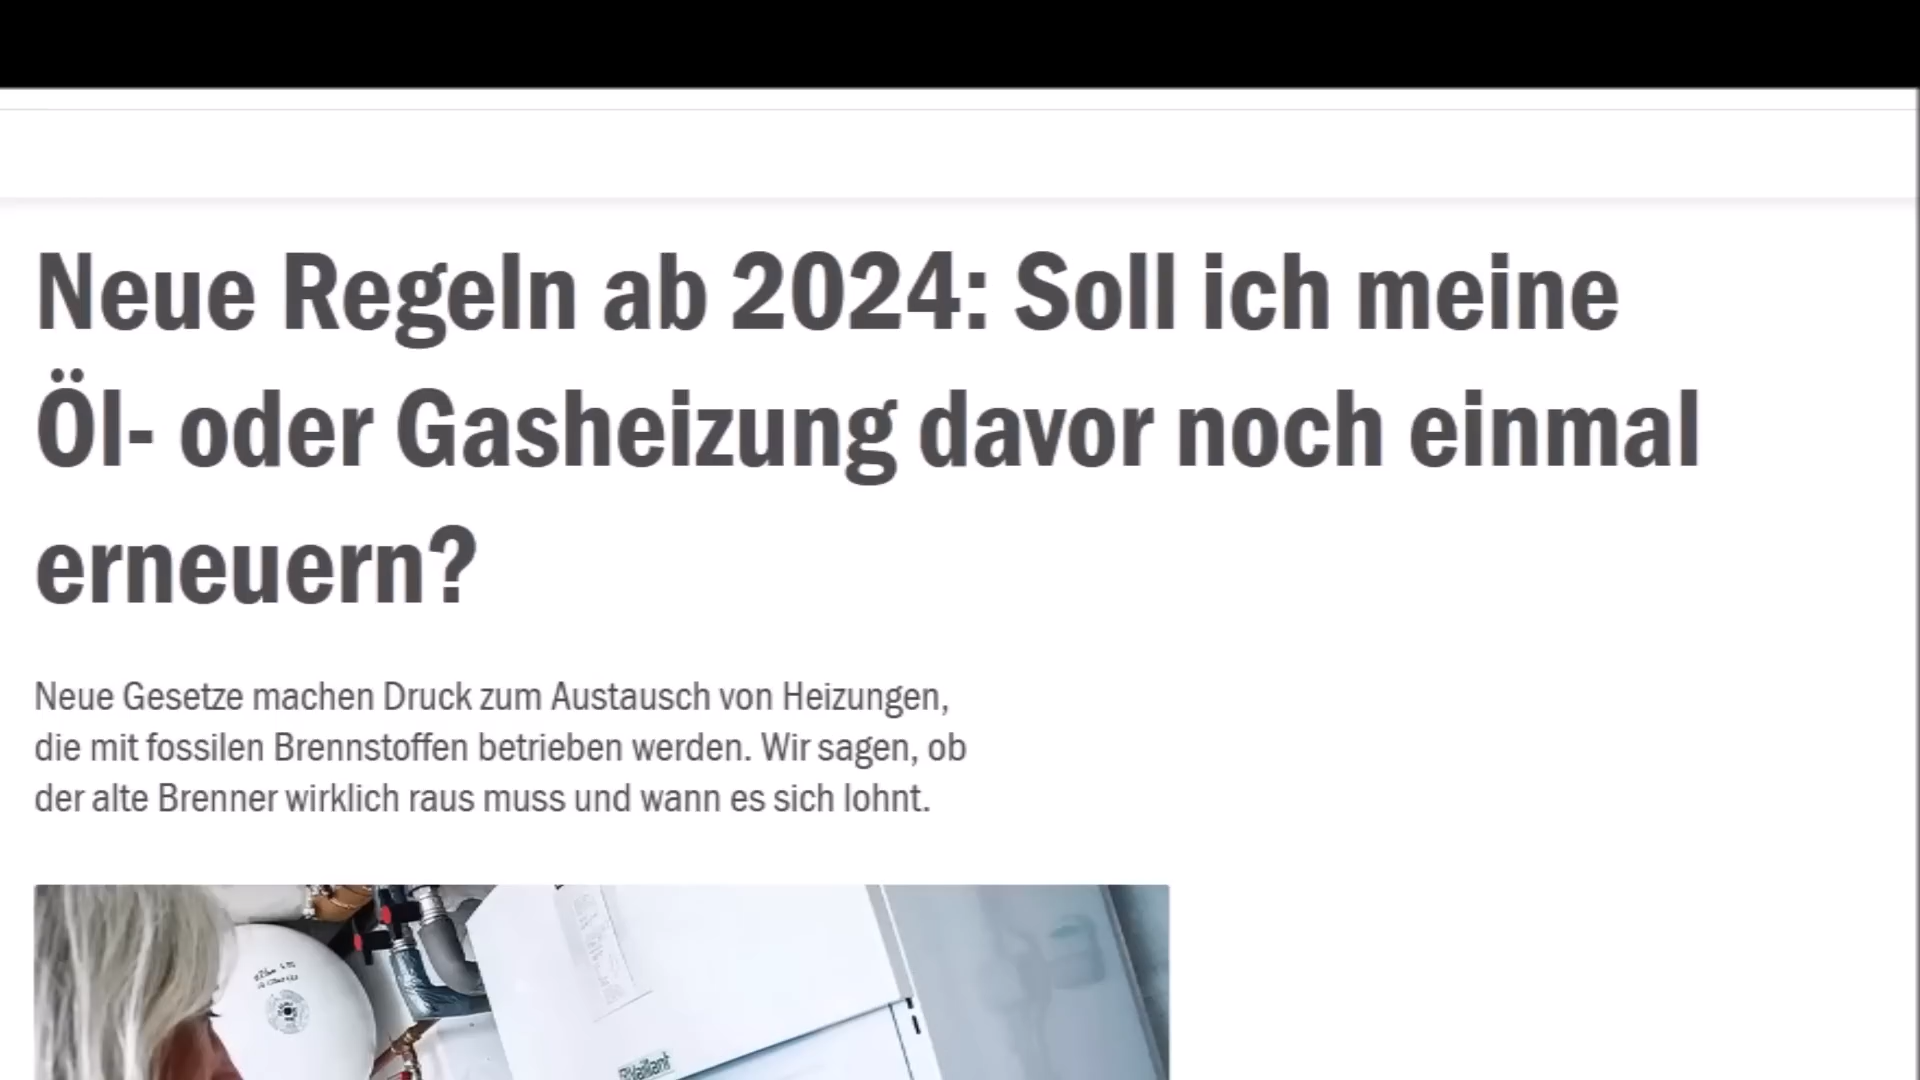 Neue Regeln ab 2024: Soll ich meine
Öl- oder Gasheizung davor noch einmal
erneuern?
Neue Gesetze machen Druck zum Austausch von Heizungen,
die mit fossilen Brennstoffen betrieben werden. Wir sagen, ob
der alte Brenner wirklich raus muss und wann es sich lohnt.
Vaillant